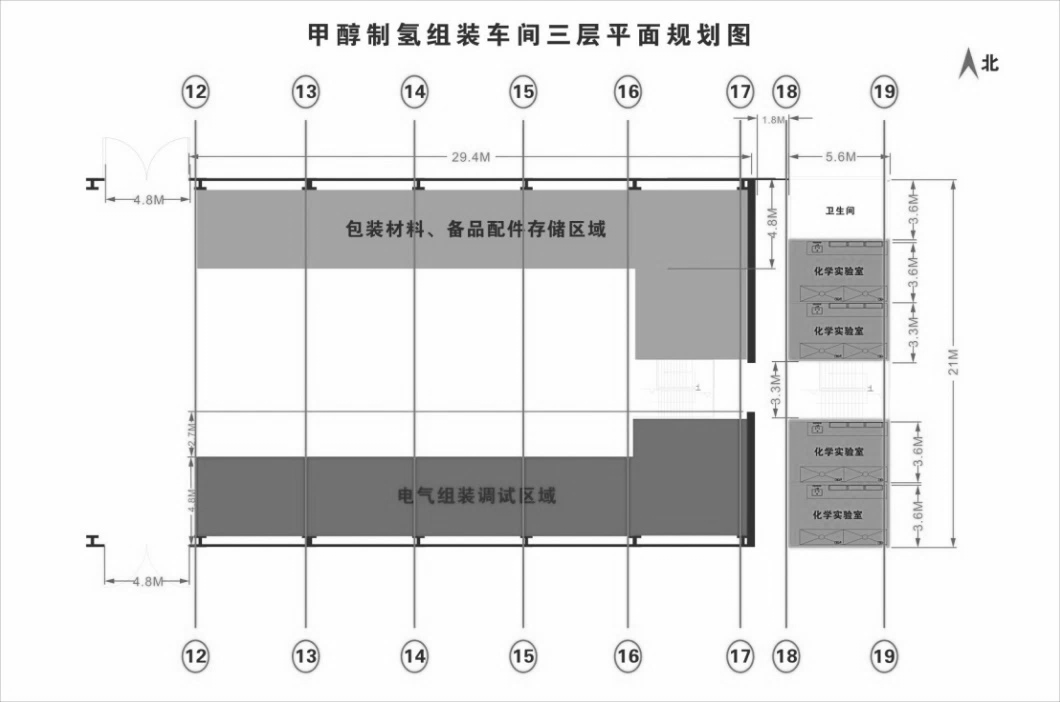 甲醇制氢组装车间三层平面规划图
北
12 13 14 15 16 17 18 19
1.8M
29.4M
5.6M
4.8M
卫生间
3.6M
4.8M
包装材料、备品配件存储区域
化学实验室
3.6M
化学实验室
3.3M
21M
3.3M
上
上
2.7M
化学实验室
3.6M
4.8M
电气组装调试区域
化学实验室
3.6M
4.8M
12 13 14 15 16 17 18 19